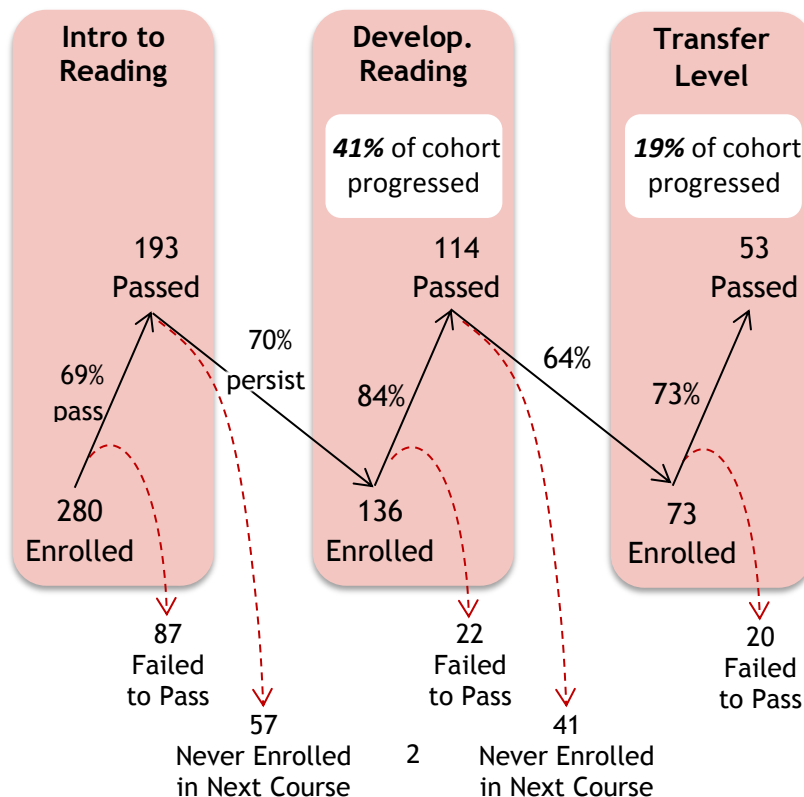 Intro to
Reading
Develop.
Reading
Transfer
Level
41% of cohort
progressed
19% of cohort
progressed
193
Passed
114
Passed
53
Passed
69%
pass
70%
persist
84%
64%
73%
280
Enrolled
136
Enrolled
73
Enrolled
87
Failed
to Pass
22
Failed
to Pass
20
Failed
to Pass
57
Never Enrolled
in Next Course
2
41
Never Enrolled
in Next Course